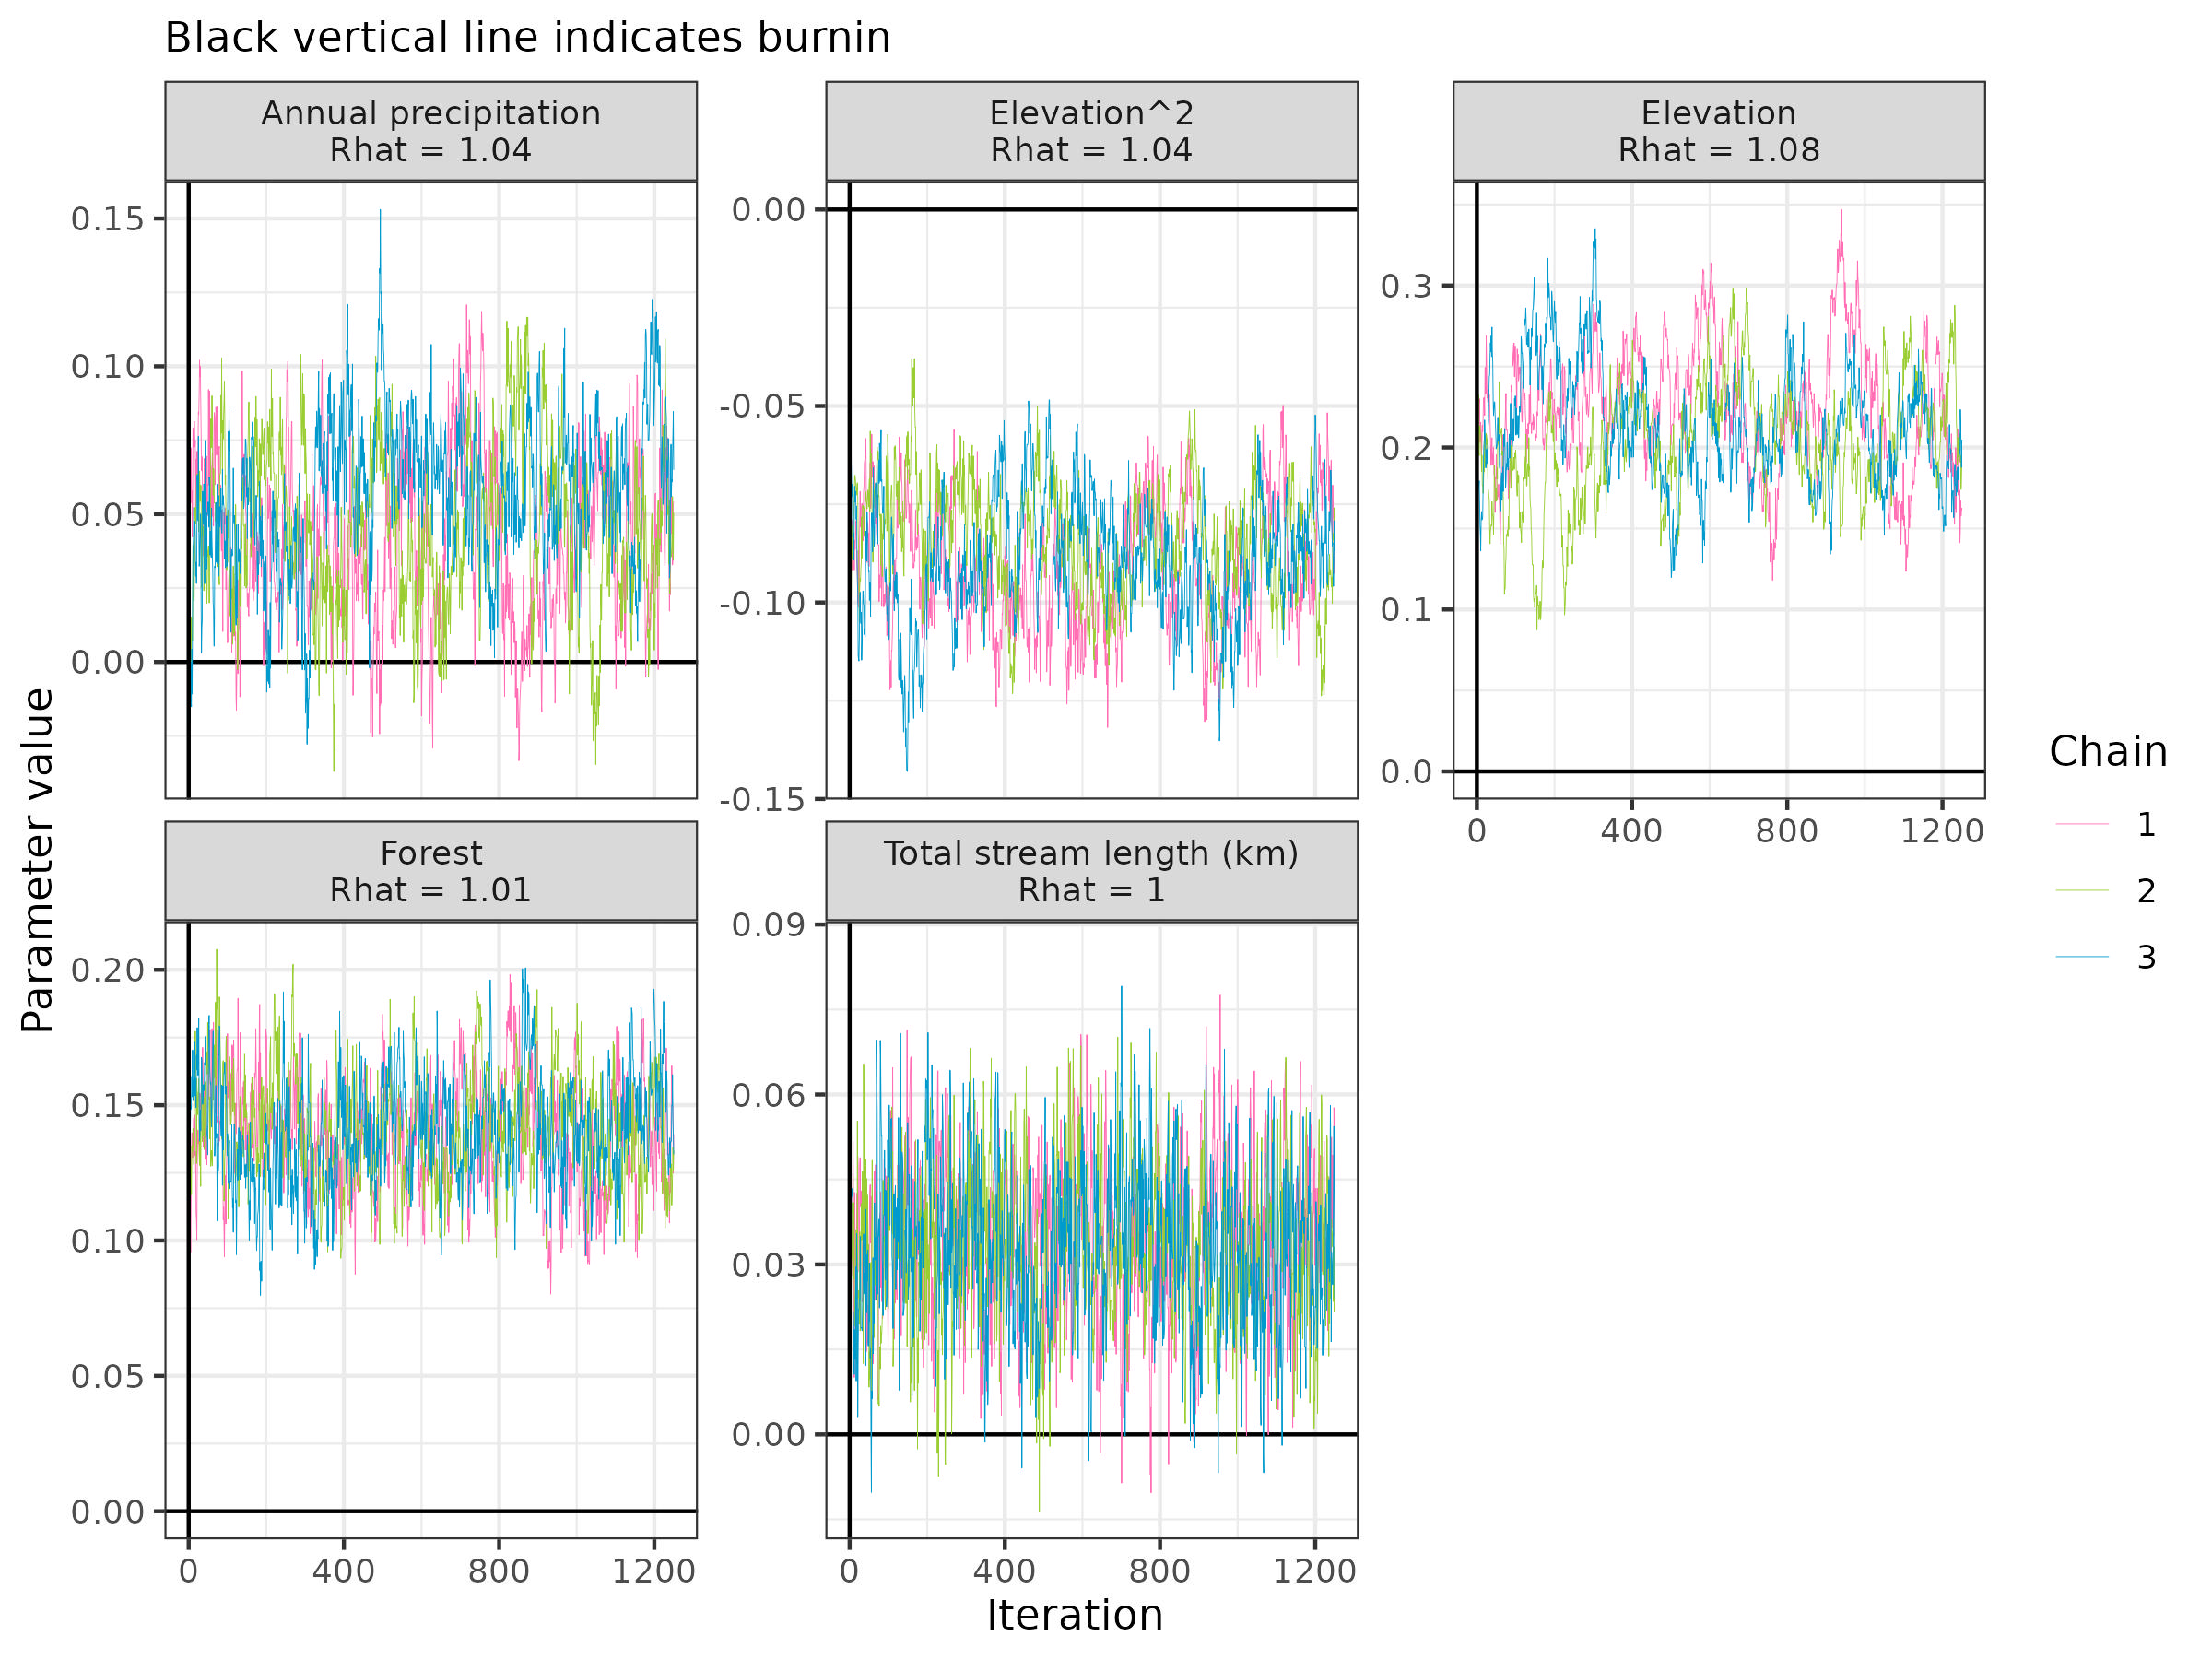 Black vertical line indicates burnin
Annual precipitation
Rhat = 1.04
Elevation^2
Rhat = 1.04
Elevation
Rhat = 1.08
0.15
0.10
0.05
0.00
0.00
-0.05
-0.10
-0.15
0.3
0.2
0.1
0.0
0 400 800 1200
Parameter value
Forest
Rhat = 1.01
Total stream length (km)
Rhat = 1
0.20
0.15
0.10
0.05
0.00
0.09
0.06
0.03
0.00
0 400 800 1200
0 400 800 1200
Iteration
Chain
1
2
3